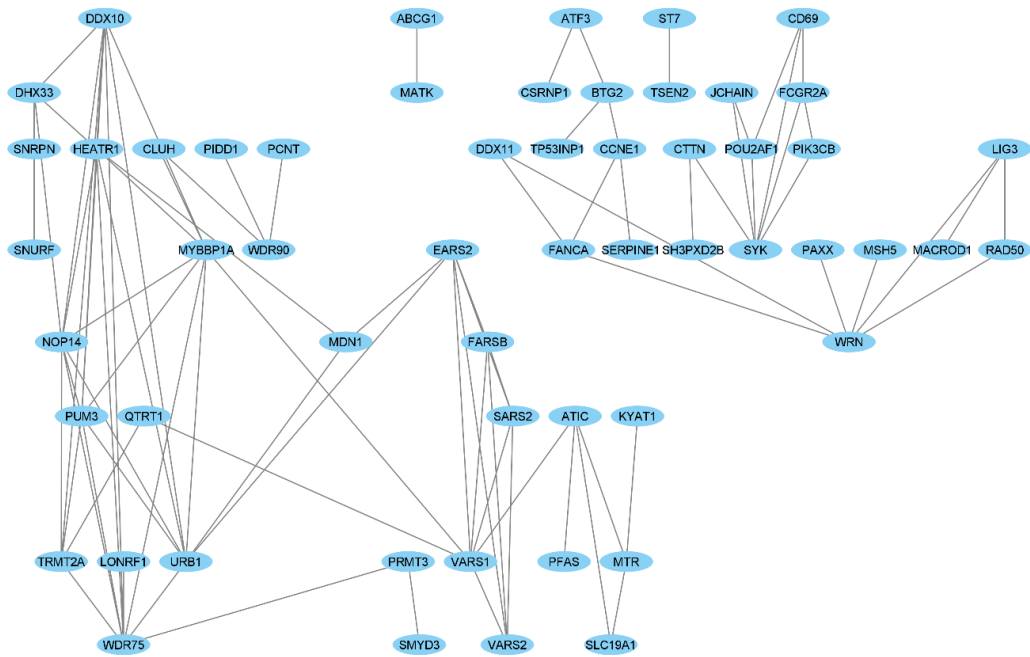 DDX10 ABCG1 ATF3 ST7 CD69
DHX33 MATK CSRNP1 BTG2 TSEN2 JCHAIN FCGR2A
SNRPN HEATR1 CLUH PIDD1 PCNT DDX11 TP53INP1 CCNE1 CTTN POU2AF1 PIK3CB LIG3
SNURF MYBBP1A WDR90 EARS2 FANCA SERPINE1 SH3PXD2B SYK PAXX MSH5 MACROD1 RAD50
NOP14 MDN1 FARSB WRN
PUM3 QTRT1 SARS2 ATIC KYAT1
TRMT2A LONRF1 URB1 PRMT3 VARS1 PFAS MTR
WDR75 SMYD3 VARS2 SLC19A1